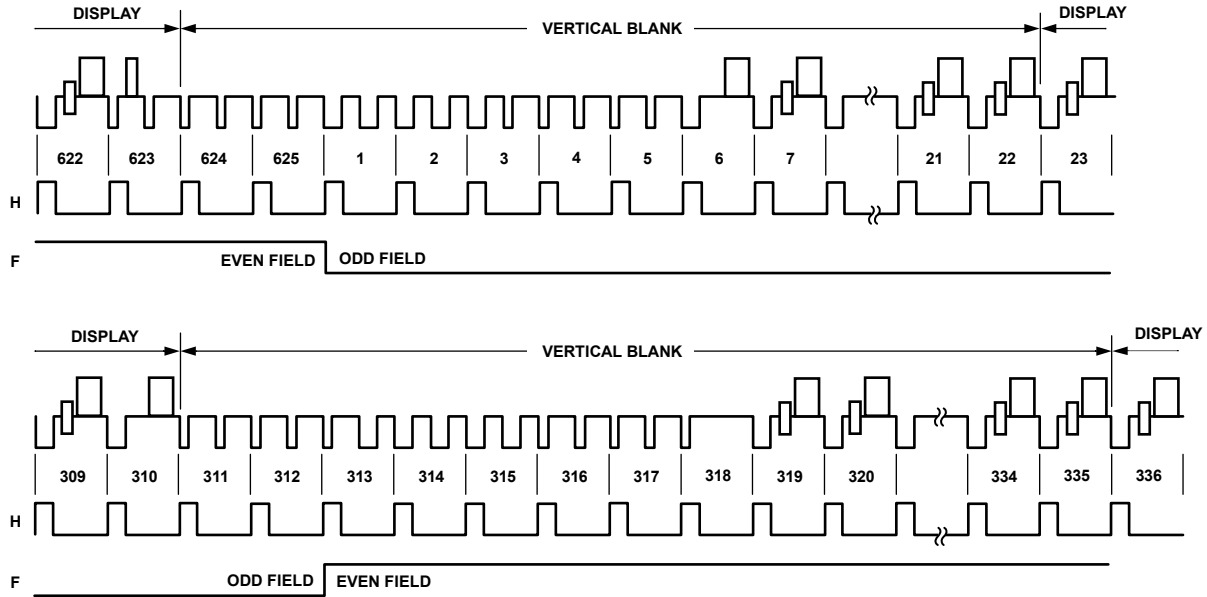 DISPLAY VERTICAL BLANK DISPLAY
622 623 624 625 1 2 3 4 5 6 7 21 22 23
H
F EVEN FIELD ODD FIELD
DISPLAY VERTICAL BLANK DISPLAY
309 310 311 312 313 314 315 316 317 318 319 320 334 335 336
H
F ODD FIELD EVEN FIELD